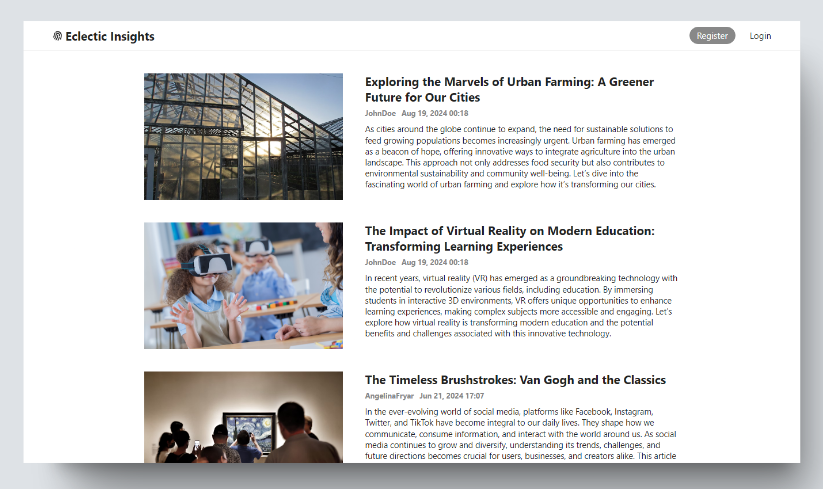 Eclectic Insights
Register
Login
Exploring the Marvels of Urban Farming: A Greener
Future for Our Cities
JohnDoe Aug 19, 2024 00:18
As cities around the globe continue to expand, the need for sustainable solutions to
feed growing populations becomes increasingly urgent. Urban farming has emerged
as a beacon of hope, offering innovative ways to integrate agriculture into the urban
landscape. This approach not only addresses food security but also contributes to
environmental sustainability and community well-being. Let's dive into the
fascinating world of urban farming and explore how it's transforming our cities.
The Impact of Virtual Reality on Modern Education:
Transforming Learning Experiences
JohnDoe Aug 19, 2024 00:18
In recent years, virtual reality (VR) has emerged as a groundbreaking technology with
the potential to revolutionize various fields, including education. By immersing
students in interactive 3D environments, VR offers unique opportunities to enhance
learning experiences, making complex subjects more accessible and engaging. Let's
explore how virtual reality is transforming modern education and the potential
benefits and challenges associated with this innovative technology.
The Timeless Brushstrokes: Van Gogh and the Classics
AngelinaFryar Jun 21, 2024 17:07
In the ever-evolving world of social media, platforms like Facebook, Instagram,
Twitter, and TikTok have become integral to our daily lives. They shape how we
communicate, consume information, and interact with the world around us. As social
media continues to grow and diversify, understanding its trends, challenges, and
future directions becomes crucial for users, businesses, and creators alike. This article